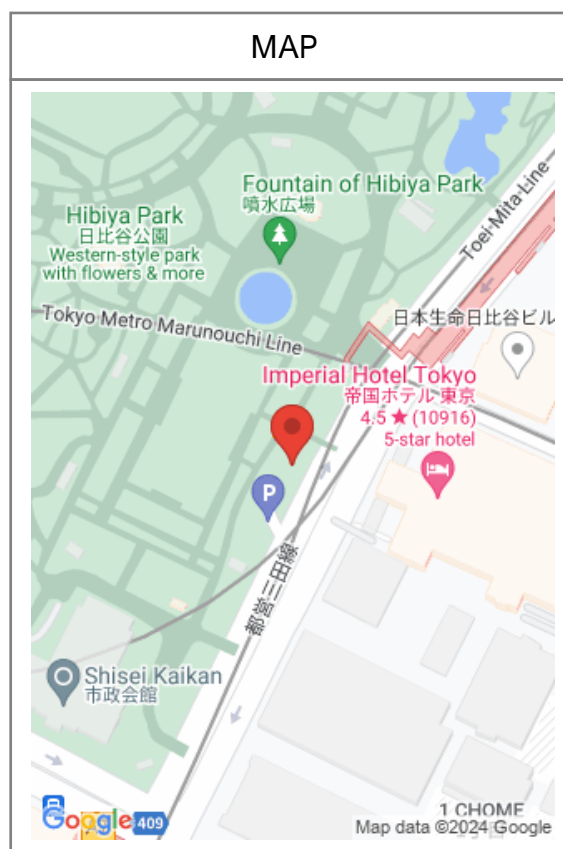 MAP
Toei-Mita-Line
Fountain of Hibiya Park
噴水広場
Hibiya Park
日比谷公園
Western-style park
with flowers & more
Tokyo Metro Marunouchi Line
日本生命日比谷ビル
Imperial Hotel Tokyo
帝国ホテル 東京
4.5 ★ (10916)
5-star hotel
P
都営三田線
Shisei Kaikan
市政会館
1 CHOME
Google
409
Map data ©2024 Google